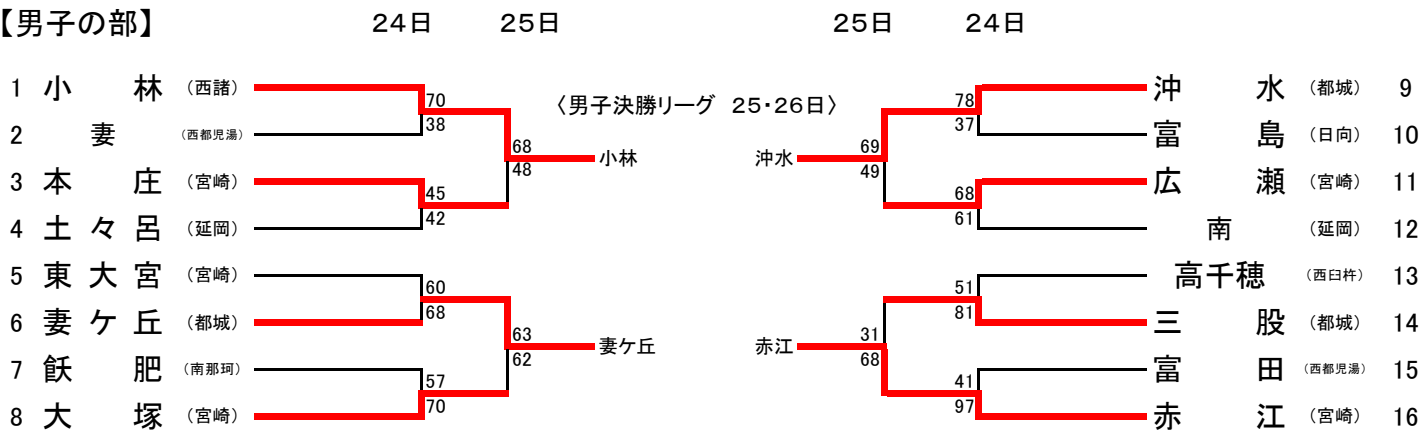 【男子の部】 24日 25日 25日 24日
1 小林 （西諸） 70 〈男子決勝リーグ 25・26日〉 78 沖水 （都城） 9
2 妻 （西都児湯） 38 68 小林 沖水 69 37 富島 （日向） 10
3 本庄 （宮崎） 45 48 49 68 広瀬 （宮崎） 11
4 土々呂 （延岡） 42 61 南 （延岡） 12
5 東大宮 （宮崎） 60 51 高千穂 （西臼杵） 13
6 妻ケ丘 （都城） 68 63 妻ケ丘 赤江 31 81 三股 （都城） 14
7 飫肥 （南那珂） 57 62 68 41 富田 （西都児湯） 15
8 大塚 （宮崎） 70 97 赤江 （宮崎） 16